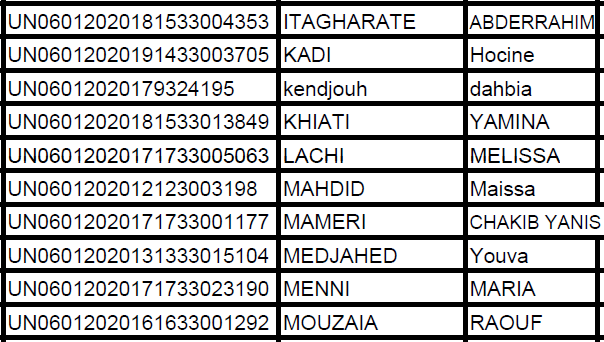 UN06012020181533004353 ITAGHARATE ABDERRAHIM
UN06012020191433003705 KADI Hocine
UN06012020179324195 kendjouh dahbia
UN06012020181533013849 KHIATI YAMINA
UN06012020171733005063 LACHI MELISSA
UN0601202012123003198 MAHDID Maissa
UN06012020171733001177 MAMERI CHAKIB YANIS
UN06012020131333015104 MEDJAHED Youva
UN06012020171733023190 MENNI MARIA
UN06012020161633001292 MOUZAIA RAOUF